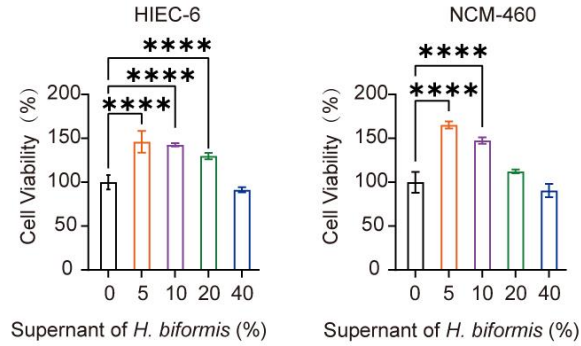 HIEC-6
****
****
****
Cell Viability (%)
200
150
100
50
0
0 5 10 20 40
Supernant of H. biformis (%)
NCM-460
****
****
Cell Viability (%)
200
150
100
50
0
0 5 10 20 40
Supernant of H. biformis (%)